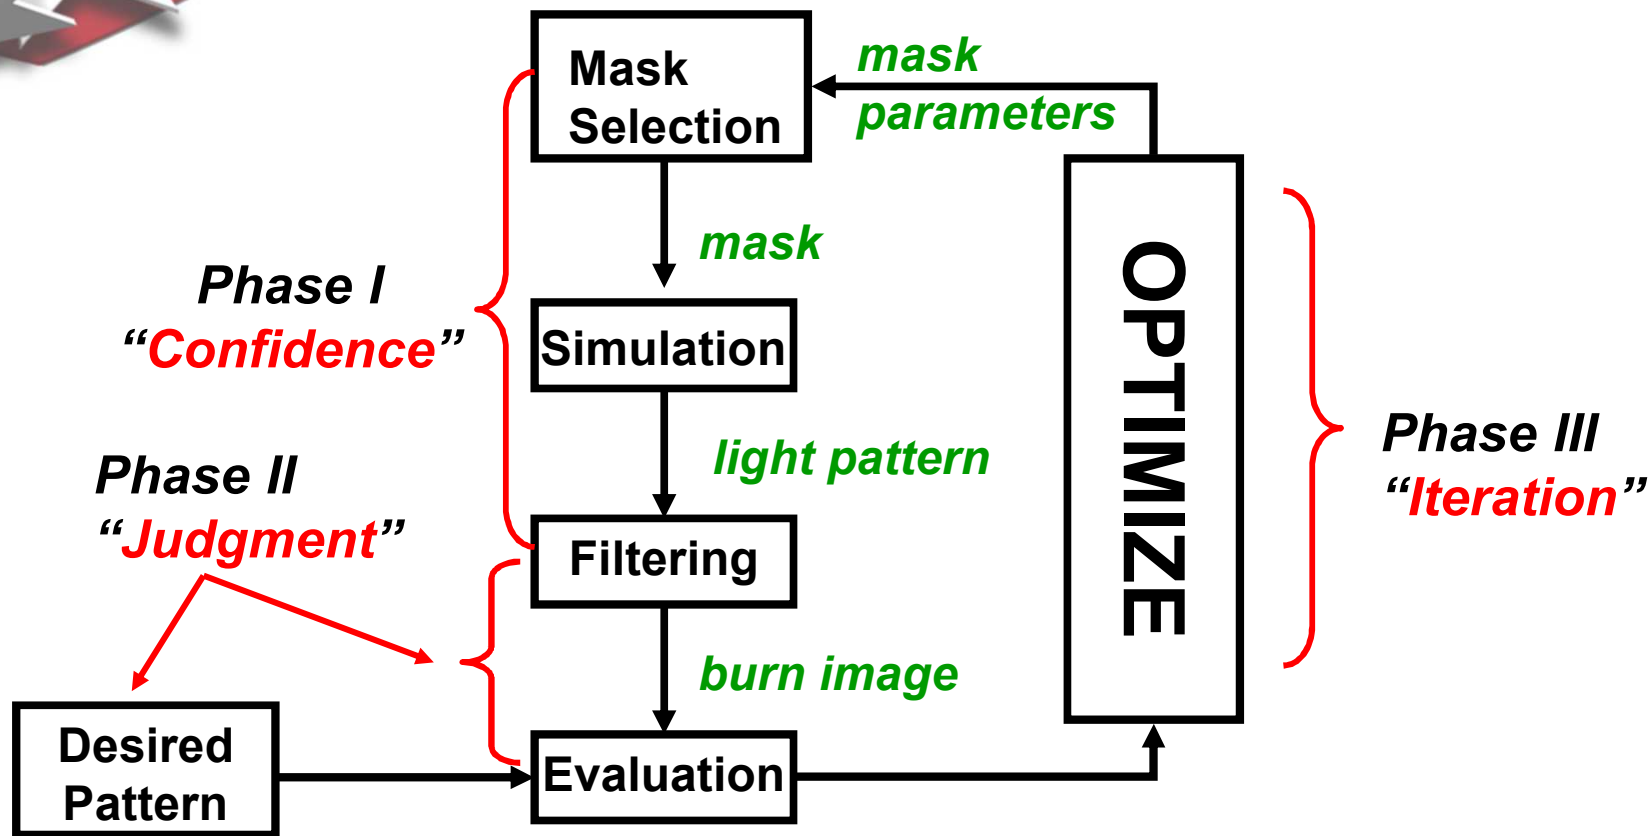 Mask
Selection
mask
parameters
mask
Phase I
“Confidence”
Simulation
OPTIMIZE
light pattern
Phase II
“Judgment”
Phase III
“Iteration”
Filtering
burn image
Desired
Pattern
Evaluation